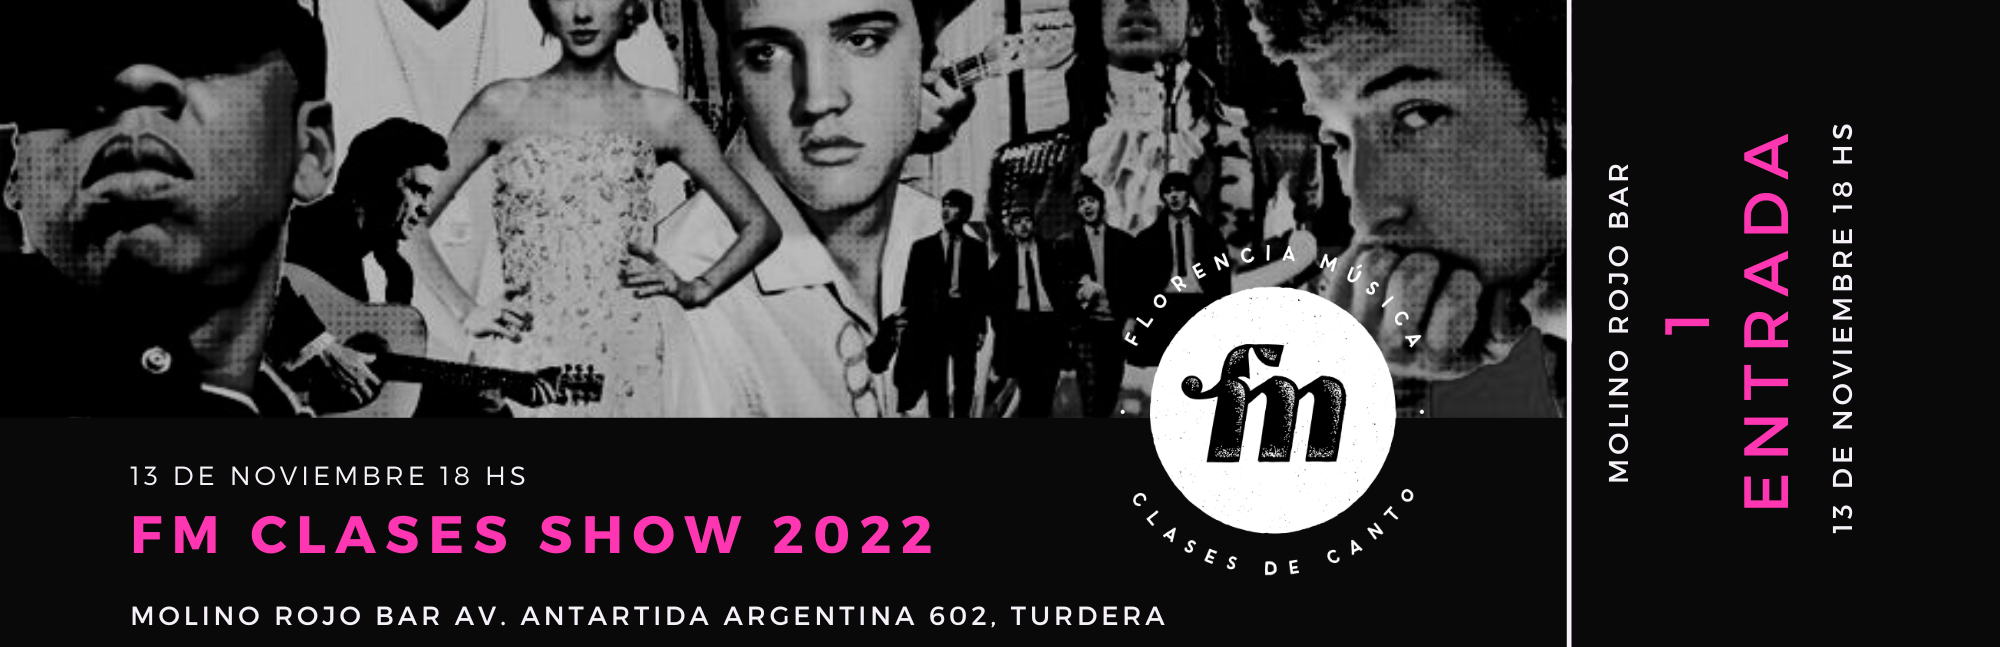 FLORENCIA MÚSICA
fm
CLASES DE CANTO
13 DE NOVIEMBRE 18 HS
FM CLASES SHOW 2022
MOLINO ROJO BAR AV. ANTARTIDA ARGENTINA 602, TURDERA
MOLINO ROJO BAR
1
ENTRADA
13 DE NOVIEMBRE 18 HS